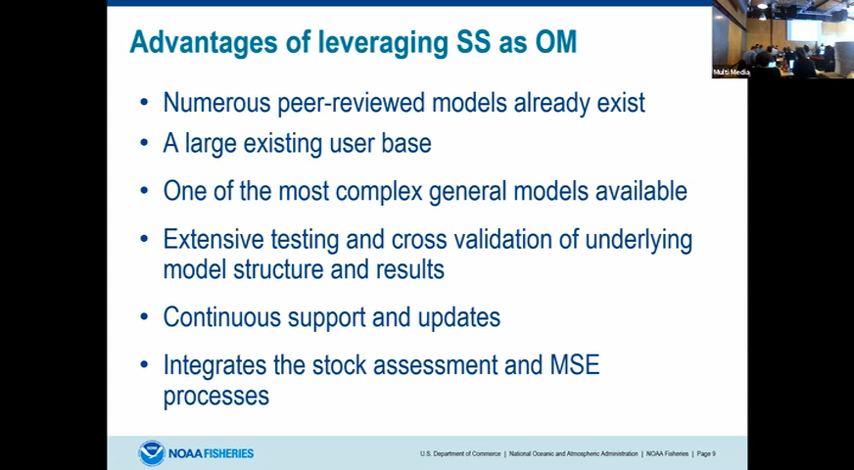 Advantages of leveraging SS as OM
• Numerous peer-reviewed models already exist
• A large existing user base
• One of the most complex general models available
• Extensive testing and cross validation of underlying
model structure and results
• Continuous support and updates
• Integrates the stock assessment and MSE
processes
NOAA FISHERIES
U.S. Department of Commerce | National Oceanic and Atmospheric Administration | NOAA Fisheries | Page 9
Multi Media